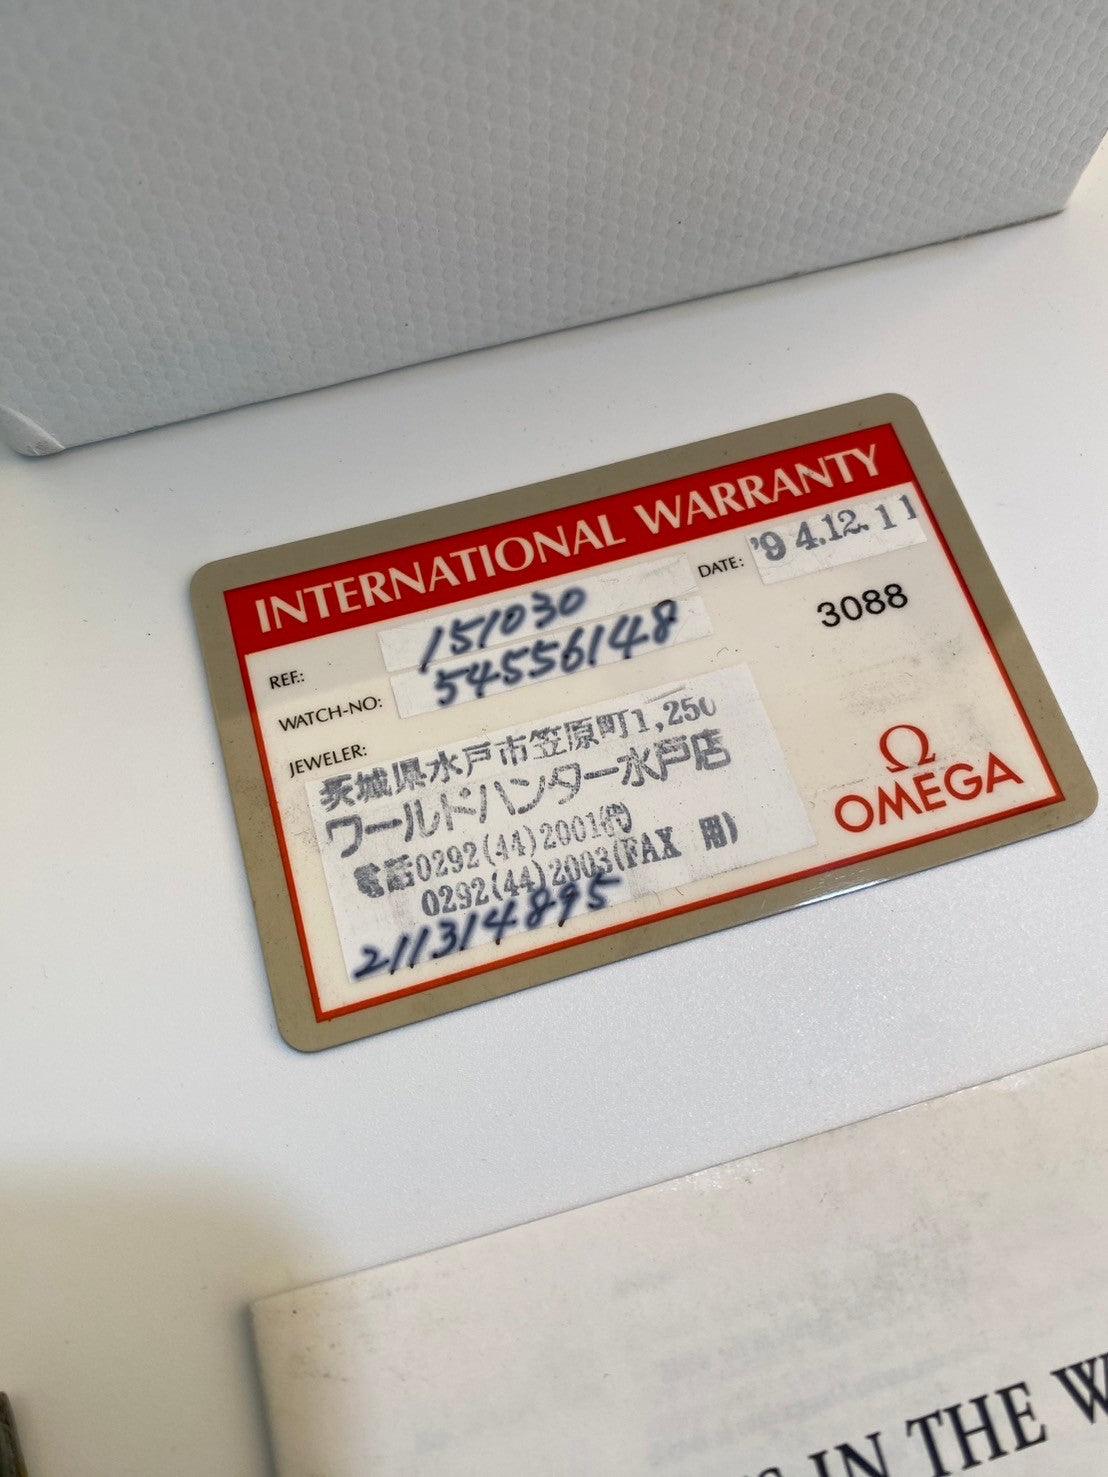 INTERNATIONAL WARRANTY
DATE: '94.12.11
REF.: 151030
3088
WATCH-NO: 54556148
JEWELER:
茨城県水戸市笠原町1,250
ワールドハンター水戸店
電話0292(44)2001(代)
0292(44)2003(FAX 用)
211314895
Ω
OMEGA
IN THE W